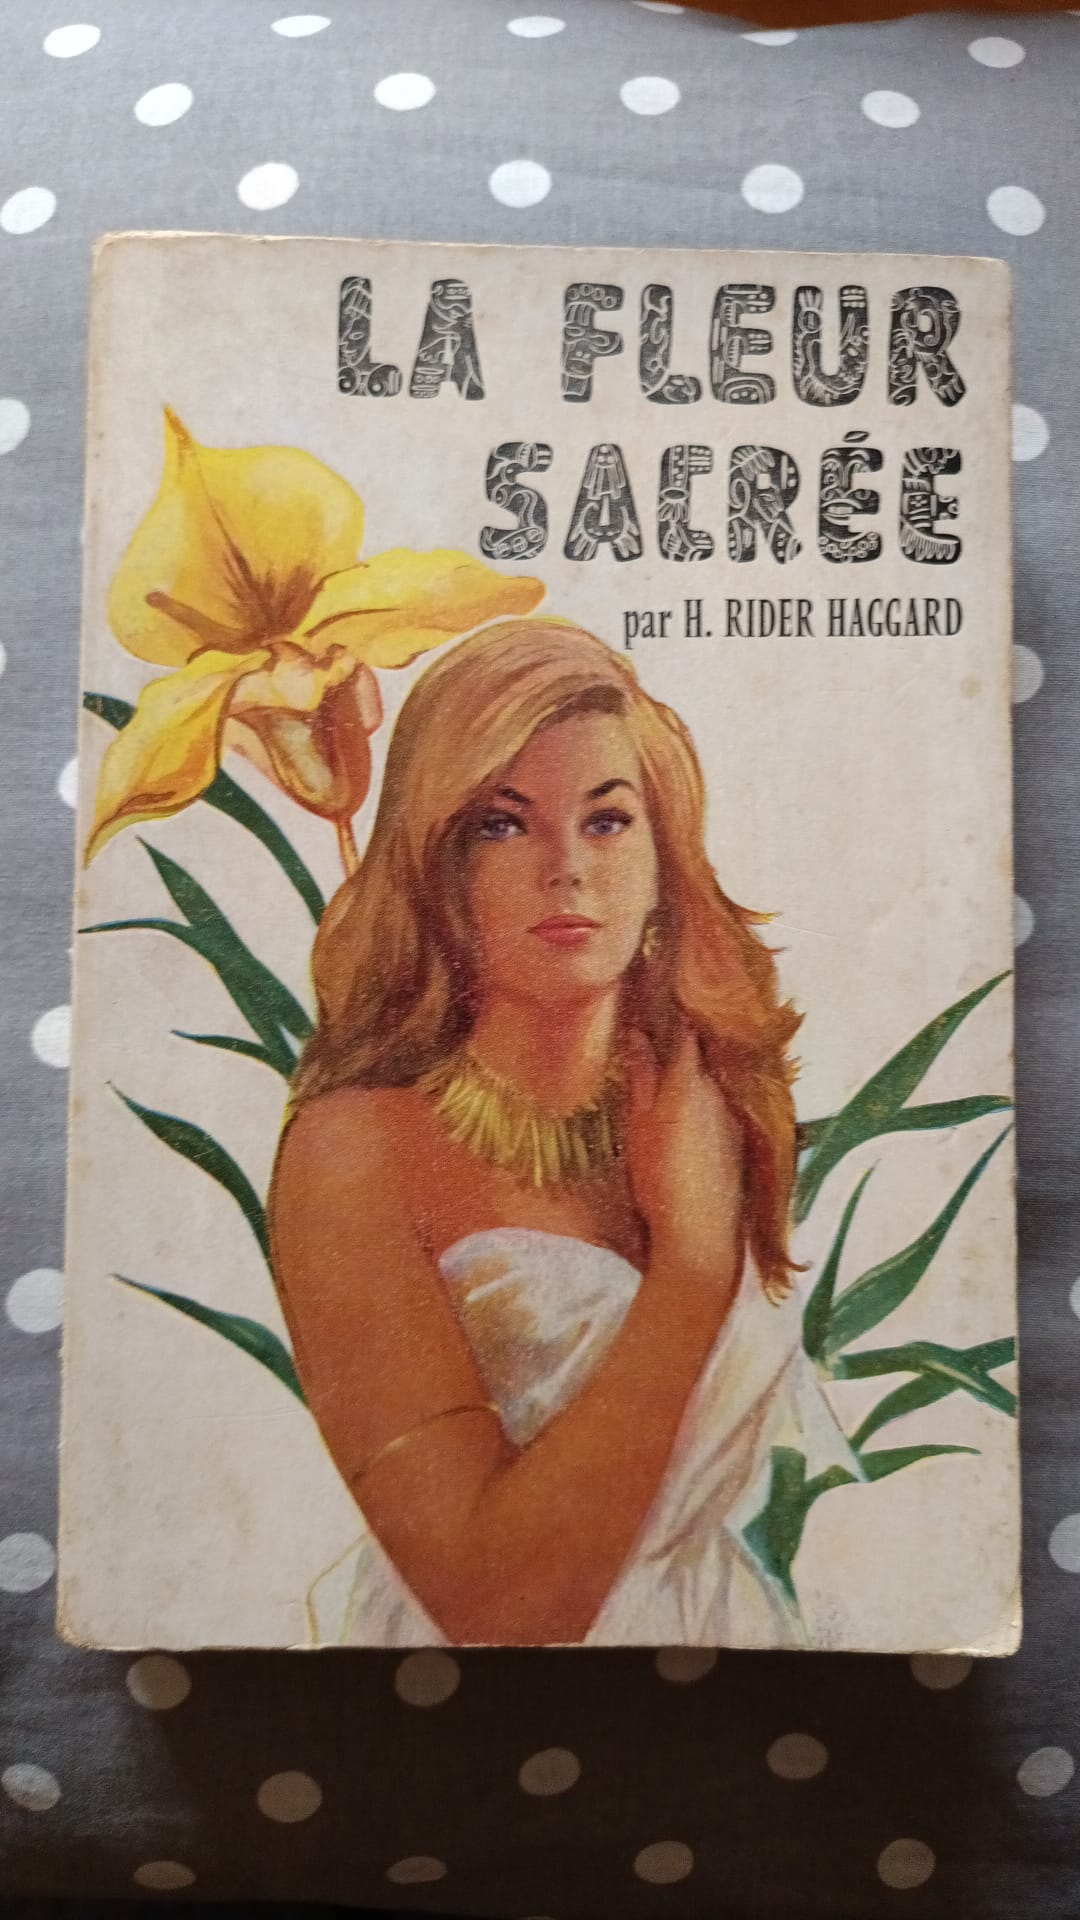 LA FLEUR
SACRÉE
par H. RIDER HAGGARD